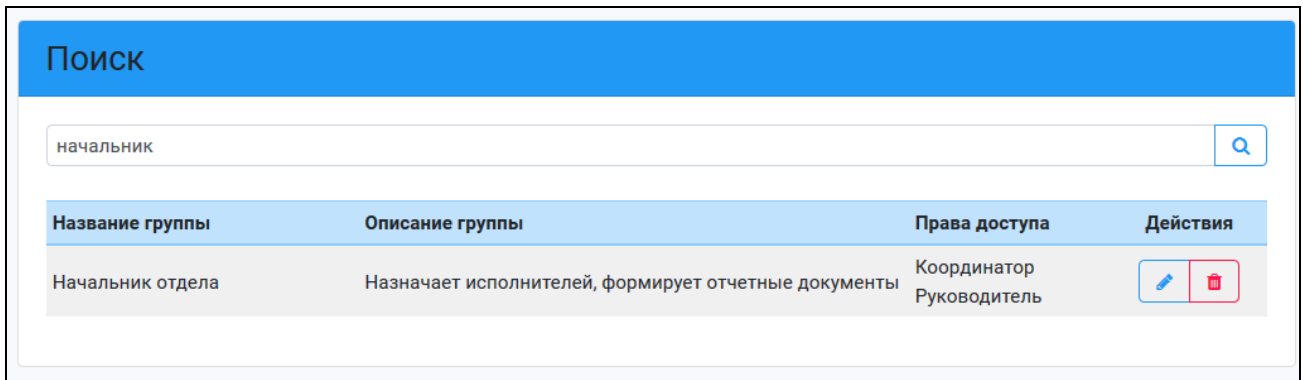 Поиск
начальник
Название группы Описание группы Права доступа Действия
Начальник отдела Назначает исполнителей, формирует отчетные документы Координатор
Руководитель